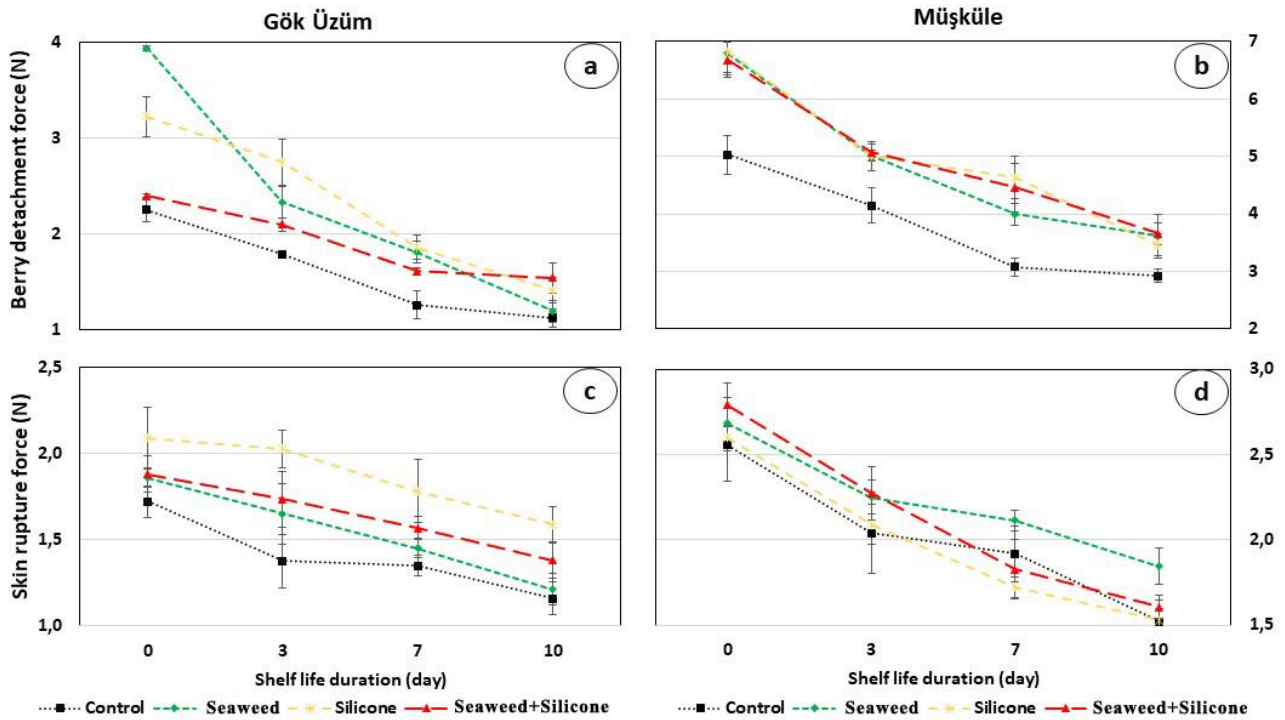 Gök Üzüm
Müşküle
Berry detachment force (N)
4
3
2
1
a
b
7
6
5
4
3
2
Skin rupture force (N)
2,5
2,0
1,5
1,0
c
d
3,0
2,5
2,0
1,5
0 3 7 10
0 3 7 10
Shelf life duration (day)
Shelf life duration (day)
Control Seaweed Silicone Seaweed+Silicone
Control Seaweed Silicone Seaweed+Silicone